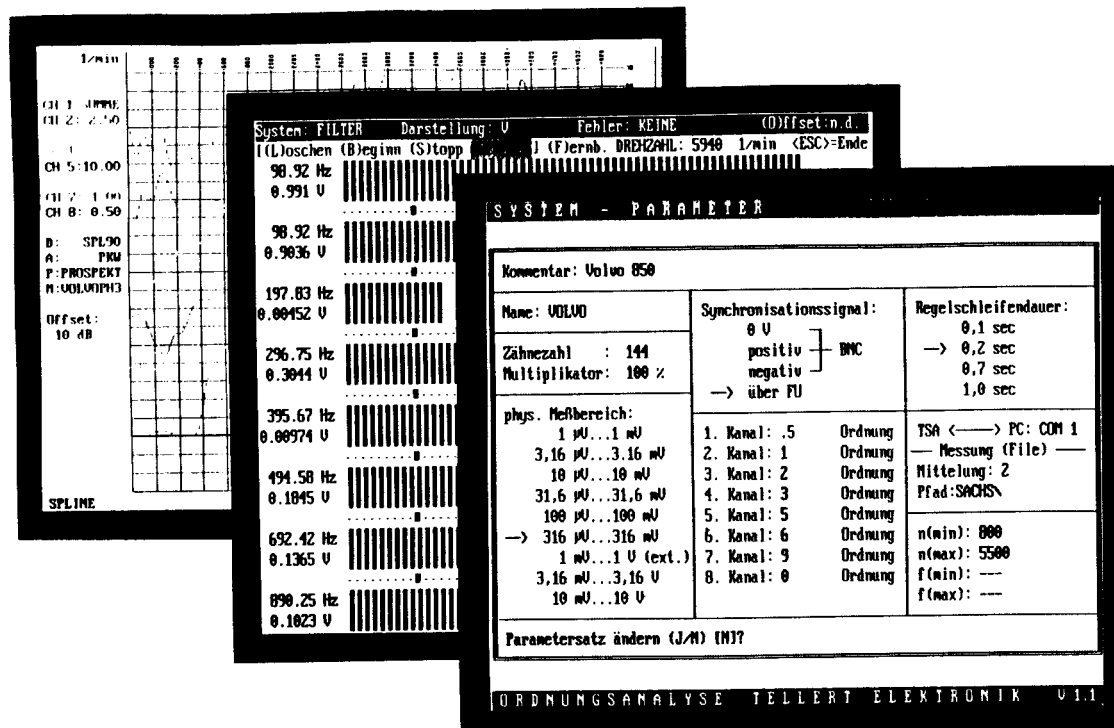 1/min
CH 1 SUMME
CH 2: 2.50
CH 5:10.00
CH 7: 1.00
CH 8: 0.50
D: SPL90
A: PKW
P:PROSPEKT
M:VOLVOPH3
Offset:
10 dB
SPLINE
System: FILTER Darstellung: V Fehler: KEINE (O)ffset:n.d.
[(L)oschen (B)eginn (S)topp ] (F)ernb. DREHZAHL: 5940 1/min <ESC>=Ende
98.92 Hz
0.991 V
98.92 Hz
0.9036 V
197.83 Hz
0.00452 V
296.75 Hz
0.3044 V
395.67 Hz
0.00974 V
494.58 Hz
0.1845 V
692.42 Hz
0.1365 V
890.25 Hz
0.1023 V
SYSTEM - PARAMETER
Kommentar: Volvo 850
Name: VOLVO
Zähnezahl : 144
Multiplikator: 100 %
phys. Meßbereich:
1 µV...1 mV
3,16 µV...3.16 mV
10 µV...10 mV
31,6 µV...31,6 mV
100 µV...100 mV
—> 316 µV...316 mV
1 mV...1 V (ext.)
3,16 mV...3,16 V
10 mV...10 V
Synchronisationssignal:
0 V
positiv BNC
negativ
—> über FU
1. Kanal: .5 Ordnung
2. Kanal: 1 Ordnung
3. Kanal: 2 Ordnung
4. Kanal: 3 Ordnung
5. Kanal: 5 Ordnung
6. Kanal: 6 Ordnung
7. Kanal: 9 Ordnung
8. Kanal: 0 Ordnung
Regelschleifendauer:
0,1 sec
—> 0,2 sec
0,7 sec
1,0 sec
TSA <——> PC: COM 1
— Messung (File) —
Mittelung: 2
Pfad:SACHS\
n(min): 800
n(max): 5500
f(min): ---
f(max): ---
Parametersatz ändern (J/N) [N]?
ORDNUNGSANALYSE TELLERT ELEKTRONIK V 1.1